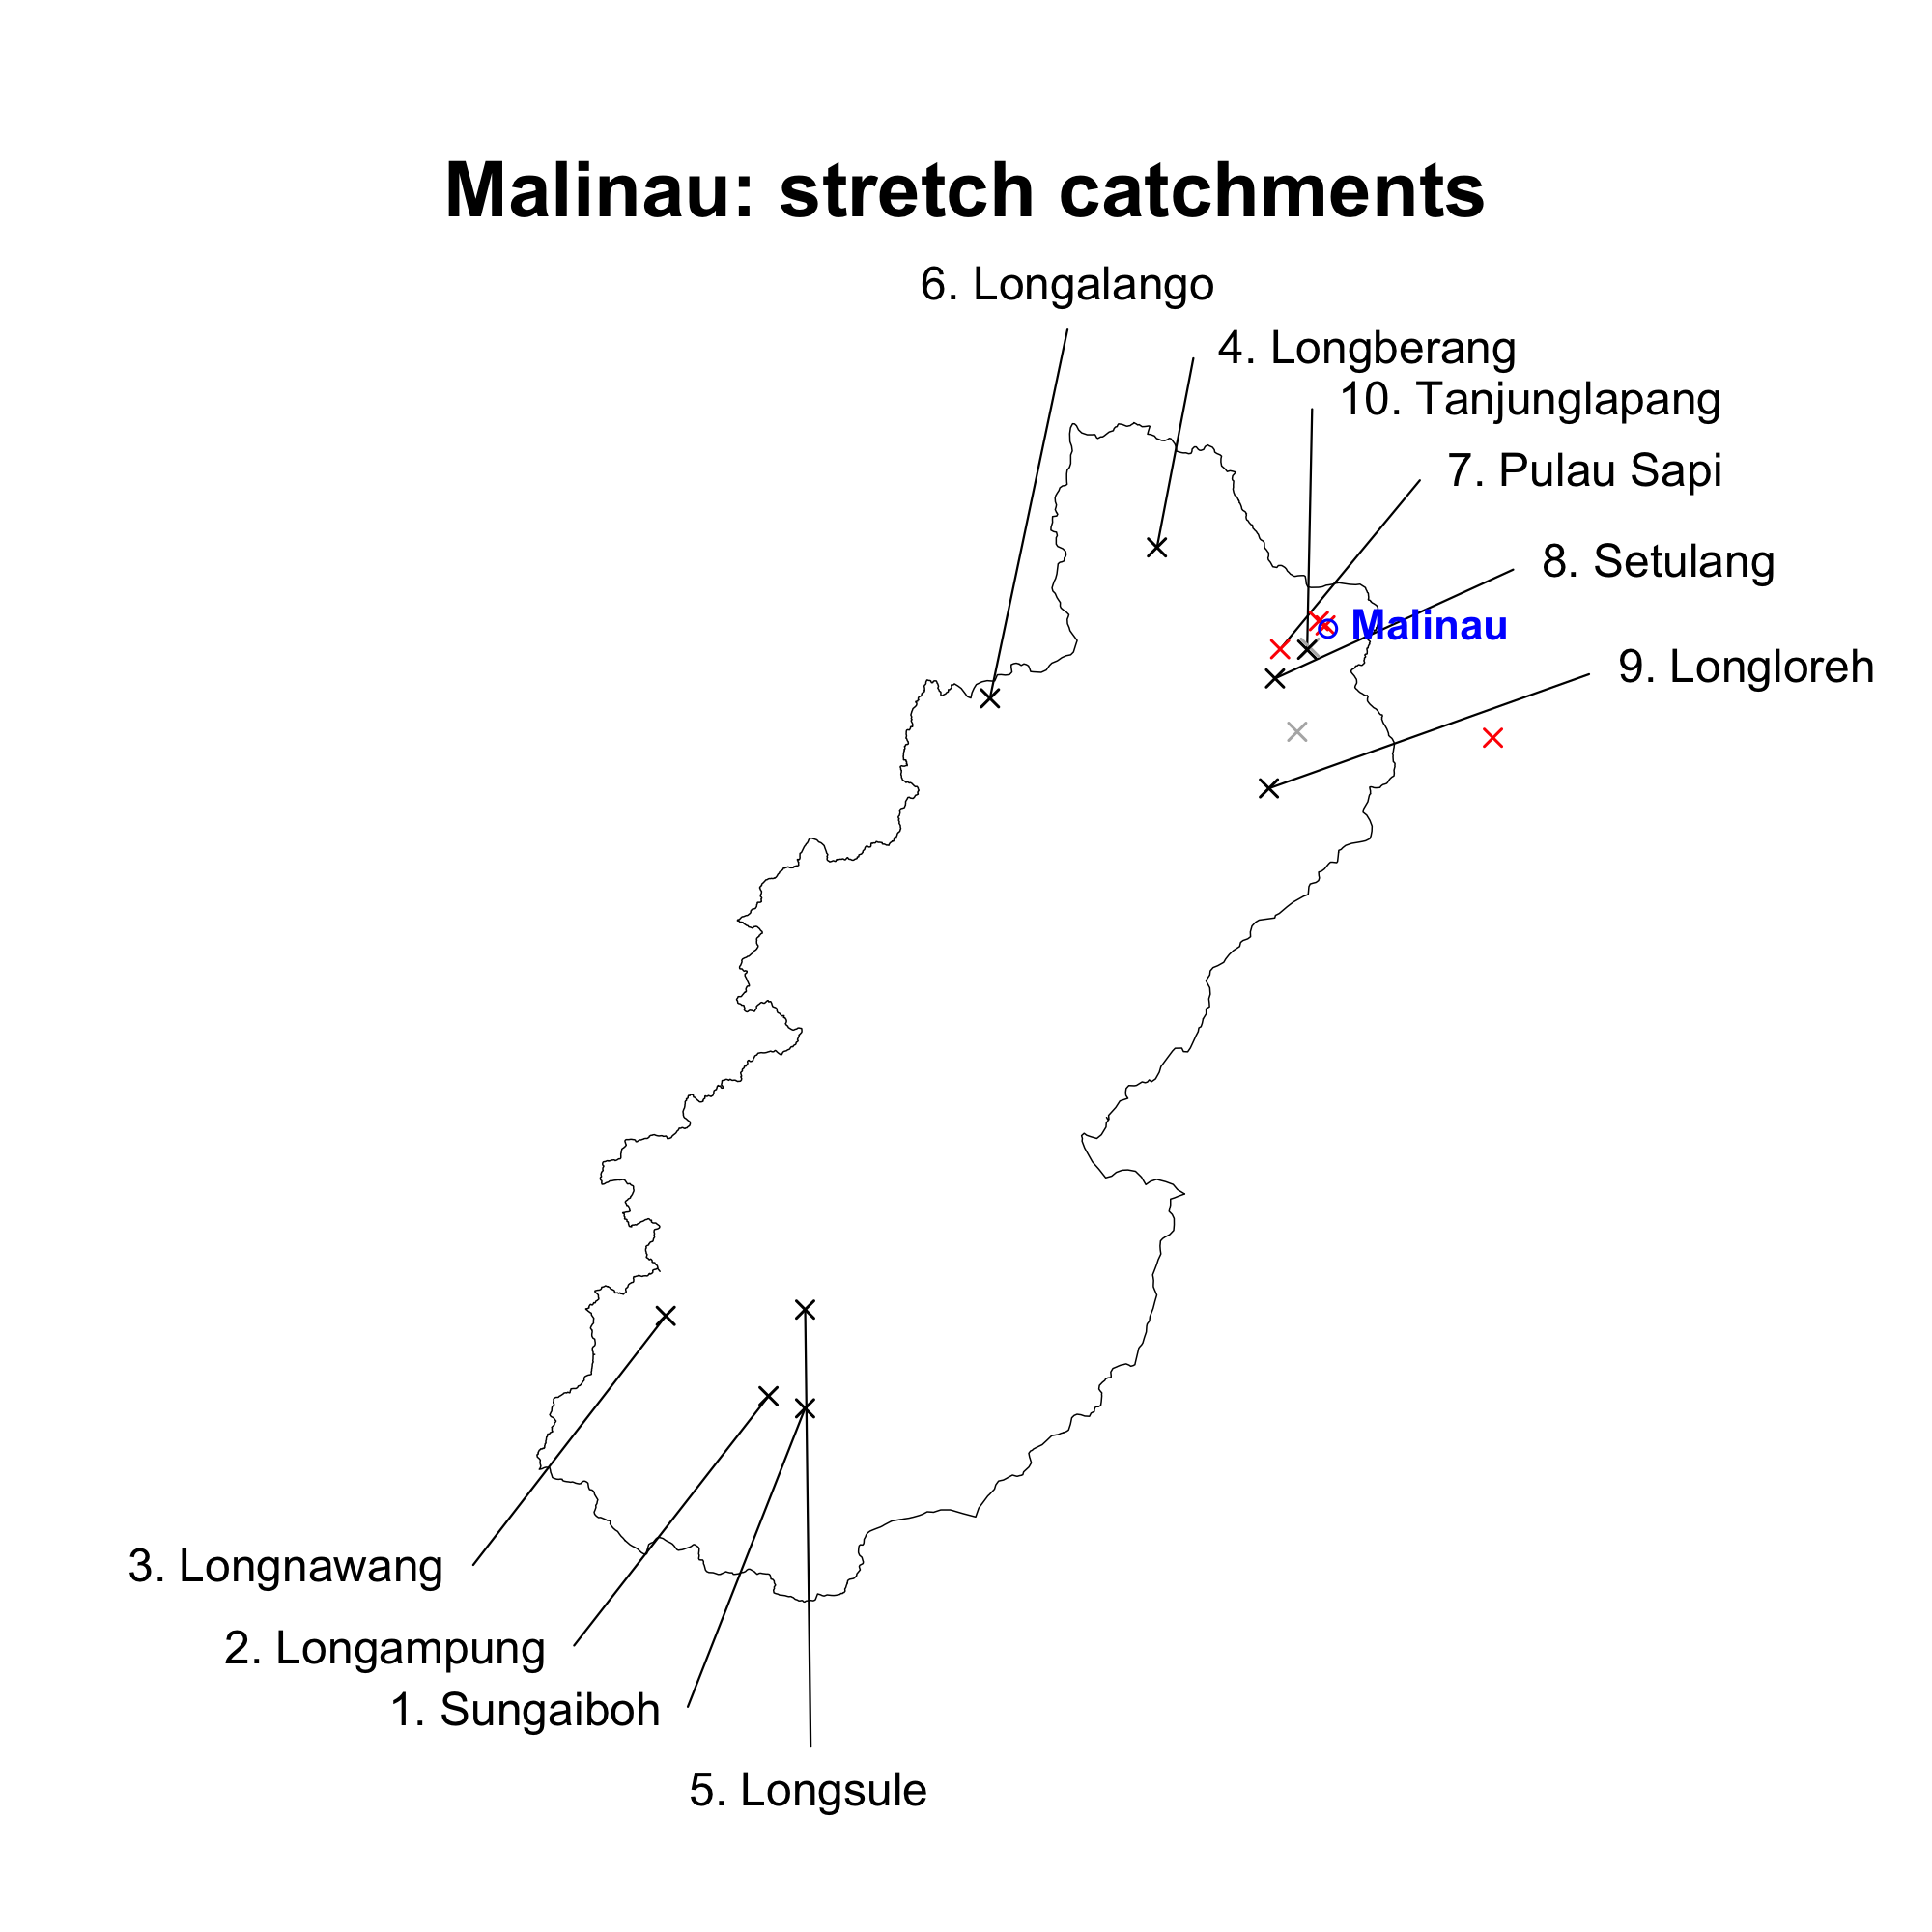 Malinau: stretch catchments
6. Longalango
4. Longberang
10. Tanjunglapang
7. Pulau Sapi
8. Setulang
Malinau
9. Longloreh
3. Longnawang
2. Longampung
1. Sungaiboh
5. Longsule